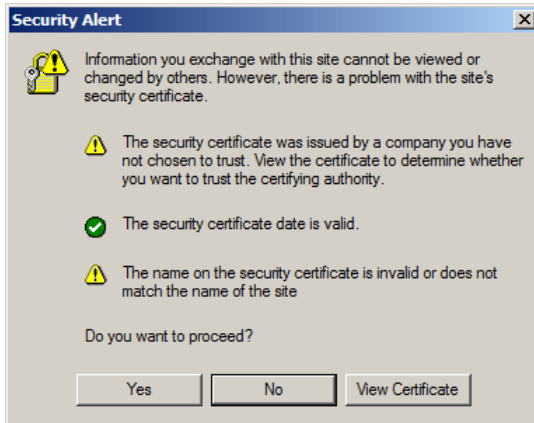 Security Alert
Information you exchange with this site cannot be viewed or
changed by others. However, there is a problem with the site's
security certificate.
The security certificate was issued by a company you have
not chosen to trust. View the certificate to determine whether
you want to trust the certifying authority.
The security certificate date is valid.
The name on the security certificate is invalid or does not
match the name of the site
Do you want to proceed?
Yes
No
View Certificate